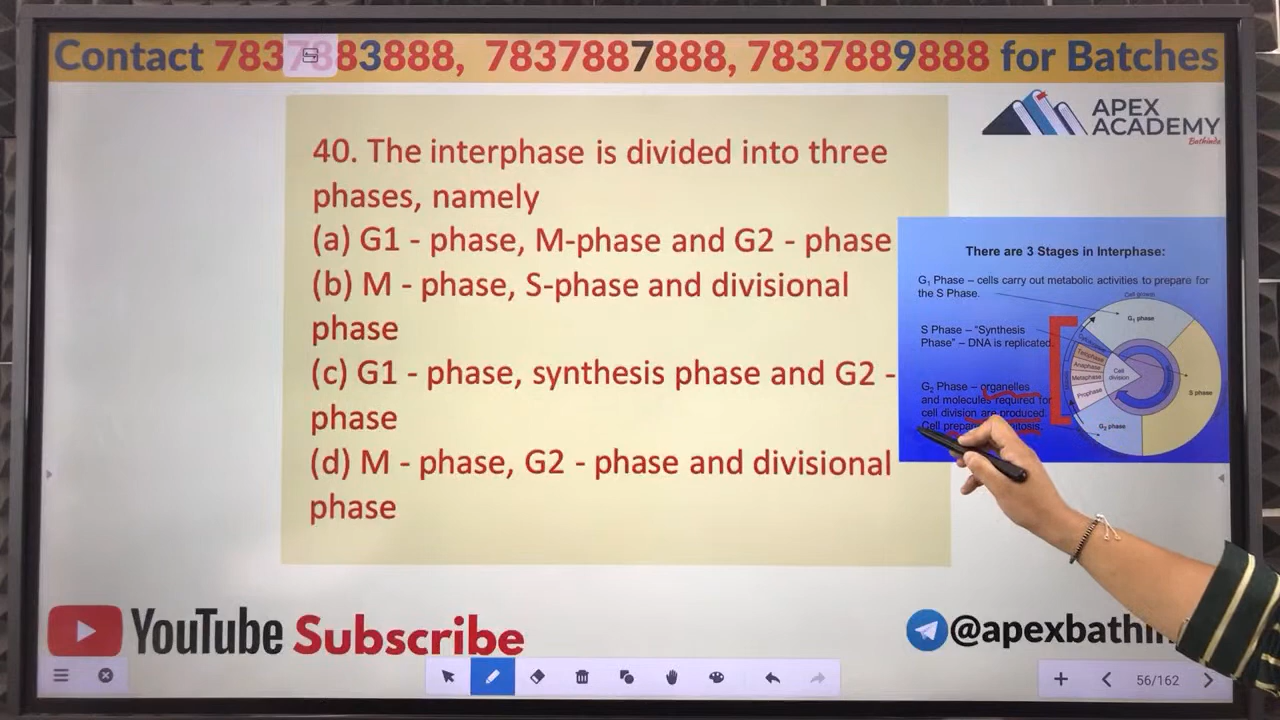 Contact 7837883888, 7837887888, 7837889888 for Batches
APEX
ACADEMY
Bathinda
40. The interphase is divided into three
phases, namely
(a) G1 - phase, M-phase and G2 - phase
(b) M - phase, S-phase and divisional
phase
(c) G1 - phase, synthesis phase and G2 -
phase
(d) M - phase, G2 - phase and divisional
phase
There are 3 Stages in Interphase:
G₁ Phase – cells carry out metabolic activities to prepare for
the S Phase.
S Phase – “Synthesis
Phase” – DNA is replicated.
G₂ Phase – organelles
and molecules required for
cell division are produced.
Cell
Cell growth
G₁ phase
Telophase
Anaphase
Metaphase
Prophase
Cell
division
S phase
G₂ phase
YouTube Subscribe
56/162